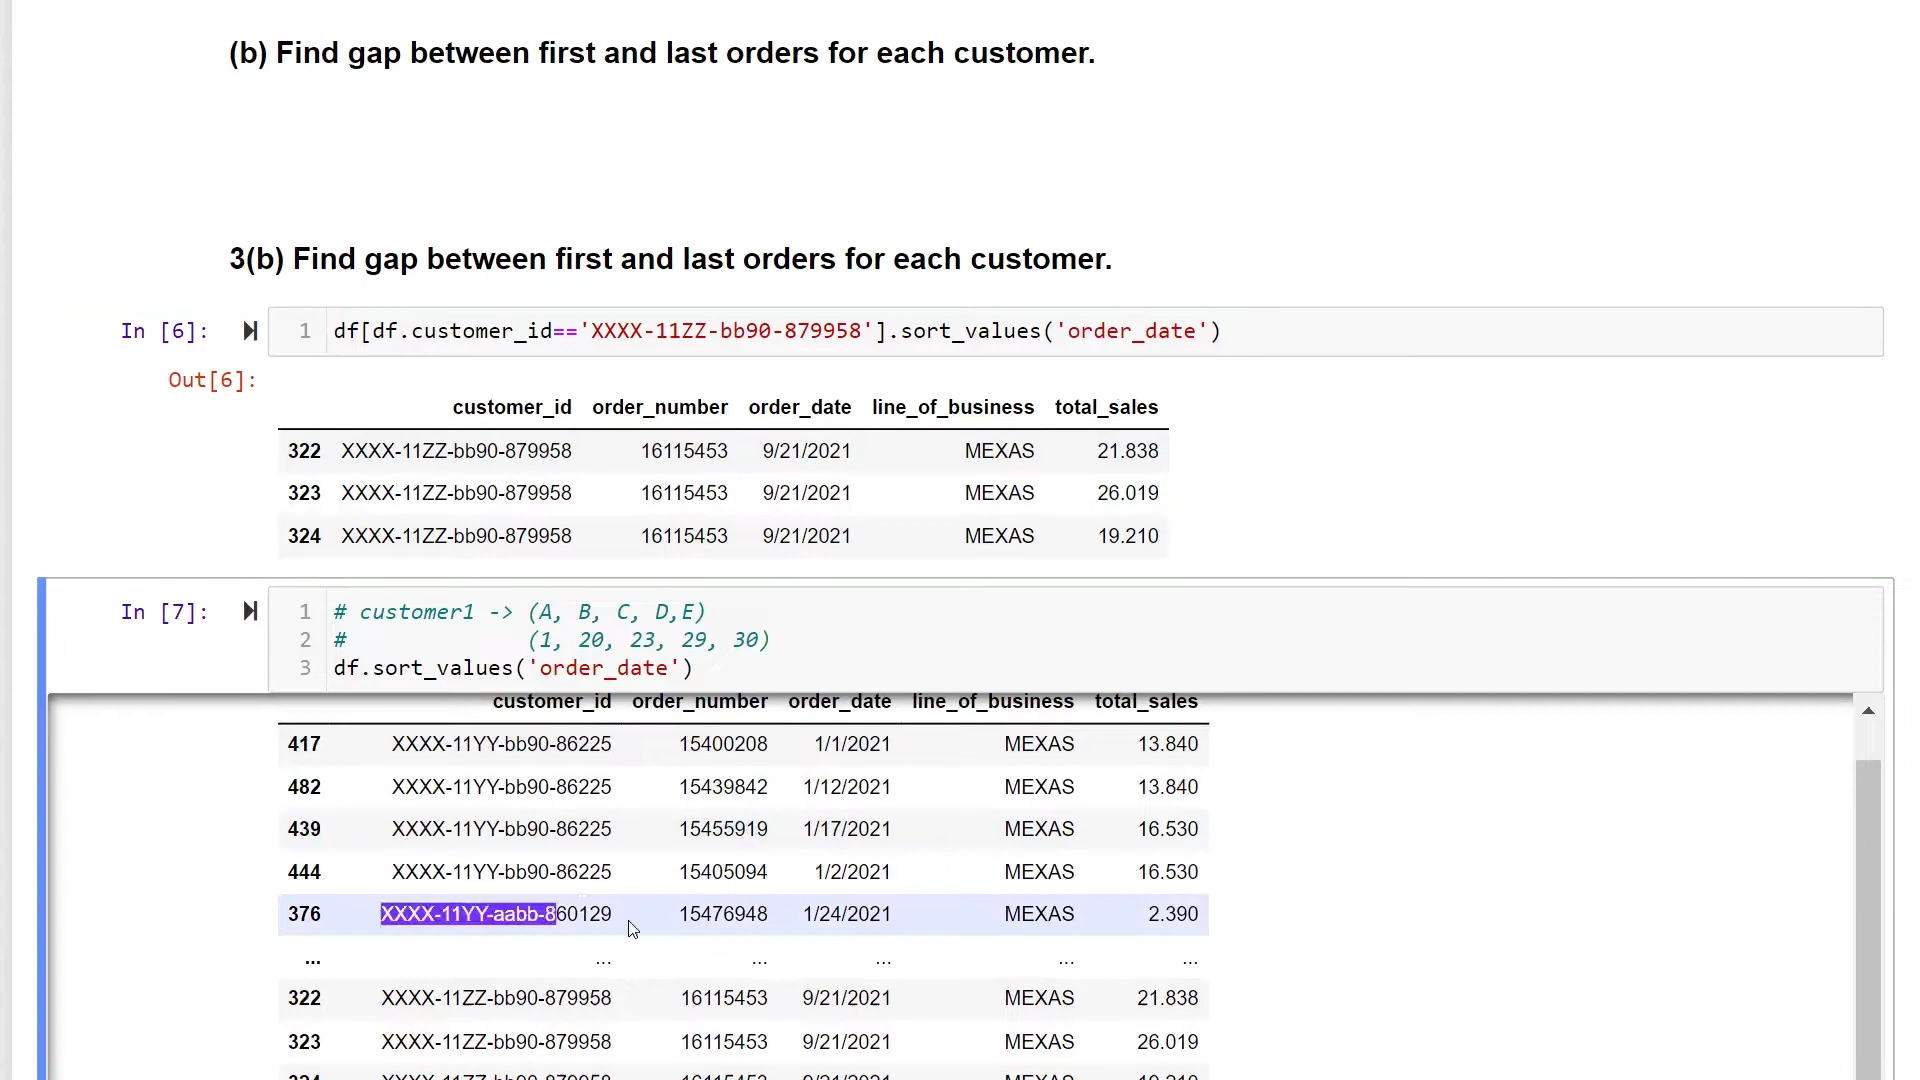 (b) Find gap between first and last orders for each customer.
3(b) Find gap between first and last orders for each customer.
In [6]: 1 df[df.customer_id=='XXXX-11ZZ-bb90-879958'].sort_values('order_date')
Out[6]:
customer_id order_number order_date line_of_business total_sales
322 XXXX-11ZZ-bb90-879958 16115453 9/21/2021 MEXAS 21.838
323 XXXX-11ZZ-bb90-879958 16115453 9/21/2021 MEXAS 26.019
324 XXXX-11ZZ-bb90-879958 16115453 9/21/2021 MEXAS 19.210
In [7]: 1 # customer1 -> (A, B, C, D,E)
2 # (1, 20, 23, 29, 30)
3 df.sort_values('order_date')
customer_id order_number order_date line_of_business total_sales
417 XXXX-11YY-bb90-86225 15400208 1/1/2021 MEXAS 13.840
482 XXXX-11YY-bb90-86225 15439842 1/12/2021 MEXAS 13.840
439 XXXX-11YY-bb90-86225 15455919 1/17/2021 MEXAS 16.530
444 XXXX-11YY-bb90-86225 15405094 1/2/2021 MEXAS 16.530
376 XXXX-11YY-aabb-860129 15476948 1/24/2021 MEXAS 2.390
... ... ... ... ... ...
322 XXXX-11ZZ-bb90-879958 16115453 9/21/2021 MEXAS 21.838
323 XXXX-11ZZ-bb90-879958 16115453 9/21/2021 MEXAS 26.019